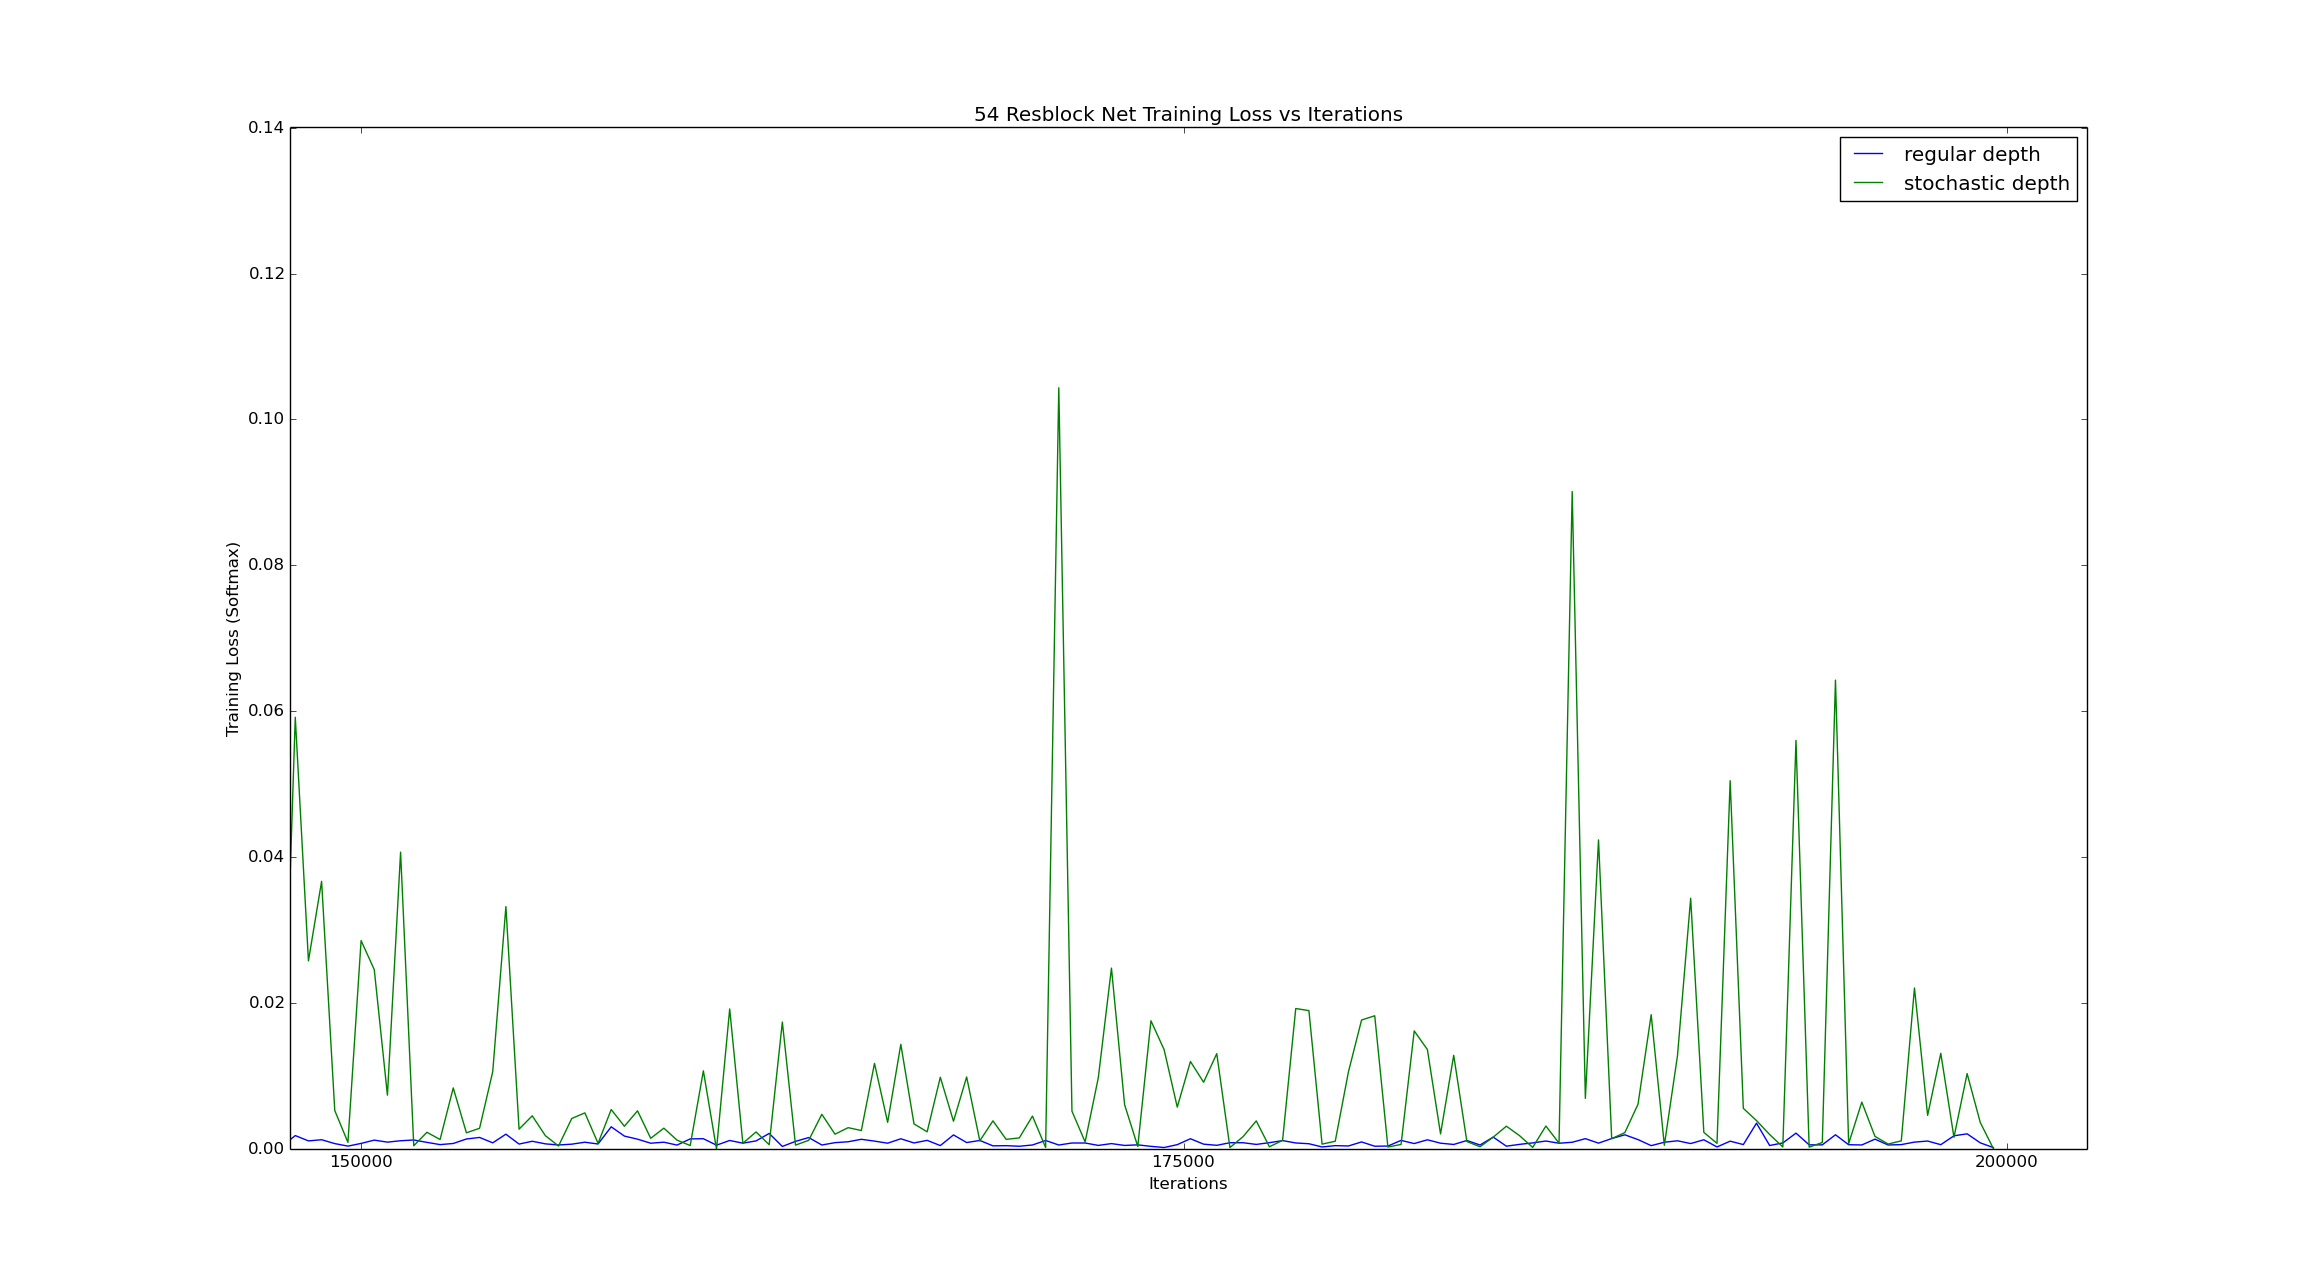 54 Resblock Net Training Loss vs Iterations
0.14
0.12
0.10
0.08
0.06
0.04
0.02
0.00
Training Loss (Softmax)
regular depth
stochastic depth
150000
175000
200000
Iterations